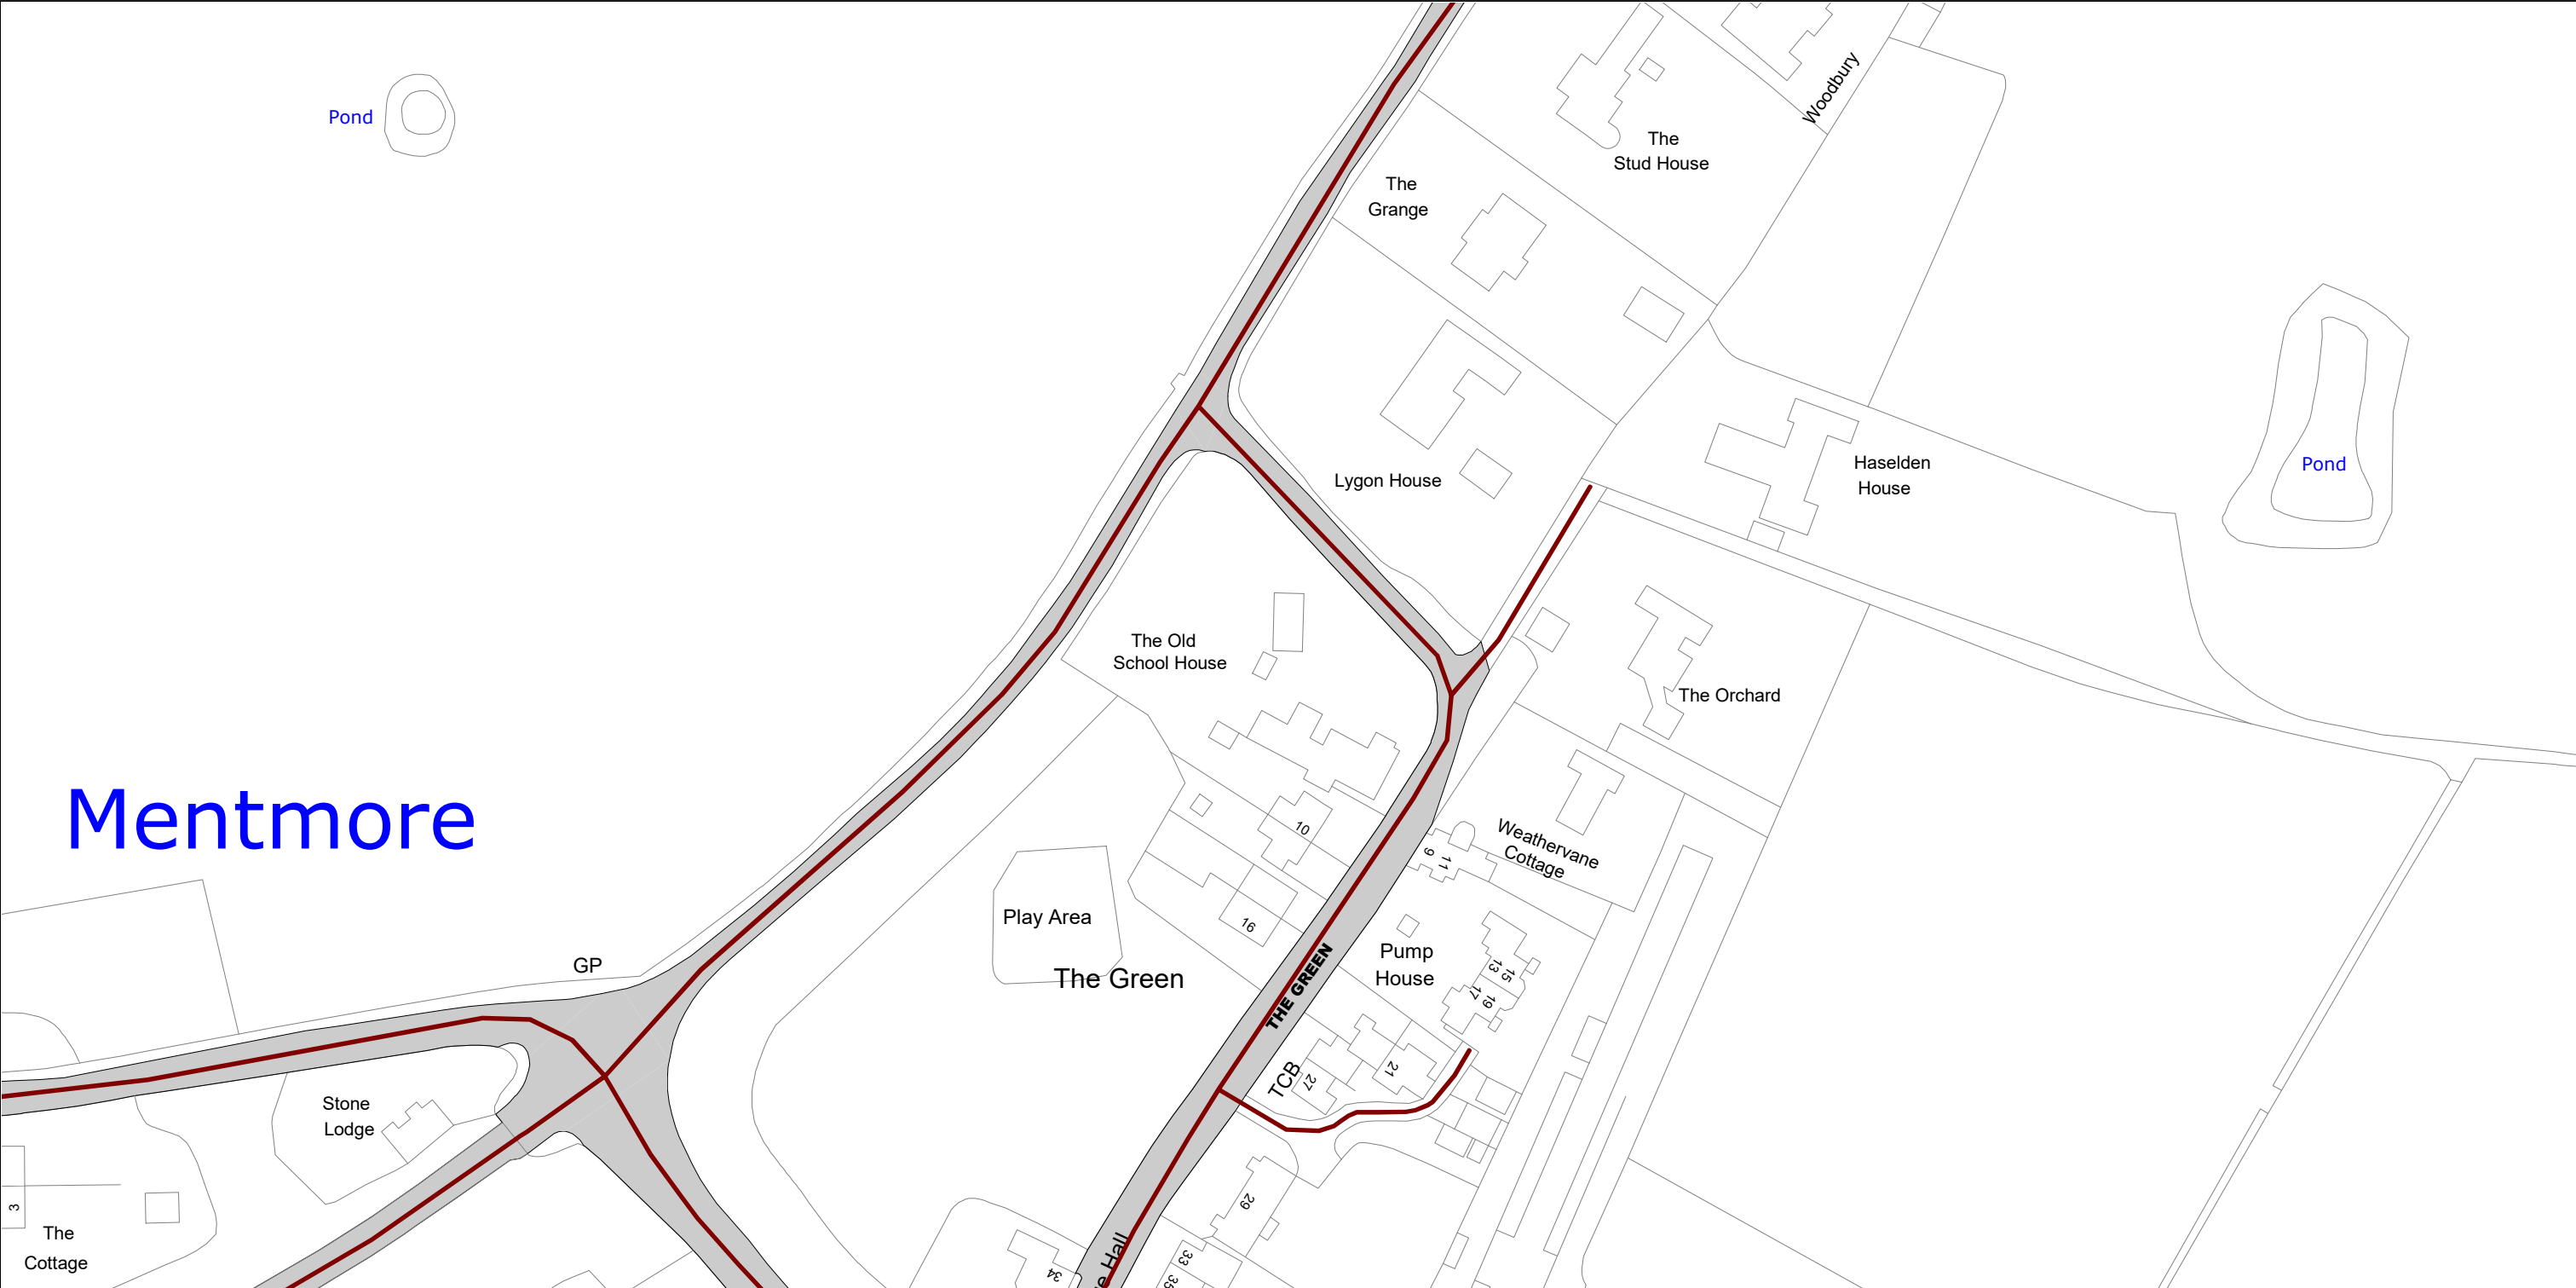 Woodbury
Pond
The
Stud House
The
Grange
Haselden
House
Pond
Lygon House
The Old
School House
The Orchard
Mentmore
10
Weathervane
Cottage
9
11
Play Area
16
Pump
House
GP
The Green
THE GREEN
13
15
17
19
TCB
27
21
Stone
Lodge
3
The
Cottage
29
33
35
34
e Hall